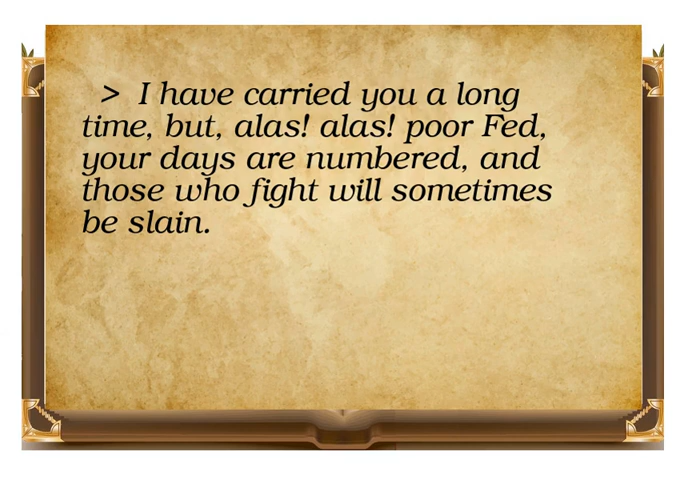 > I have carried you a long
time, but, alas! alas! poor Fed,
your days are numbered, and
those who fight will sometimes
be slain.